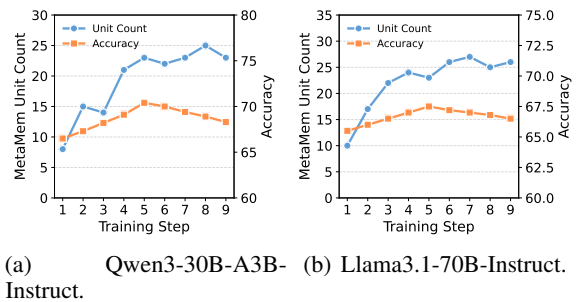 30
25
20
15
10
5
0
MetaMem Unit Count
Unit Count
Accuracy
80
75
70
65
60
Accuracy
1 2 3 4 5 6 7 8 9
Training Step
35
30
25
20
15
10
5
0
MetaMem Unit Count
Unit Count
Accuracy
75.0
72.5
70.0
67.5
65.0
62.5
60.0
Accuracy
1 2 3 4 5 6 7 8 9
Training Step
(a) Qwen3-30B-A3B-
Instruct.
(b) Llama3.1-70B-Instruct.